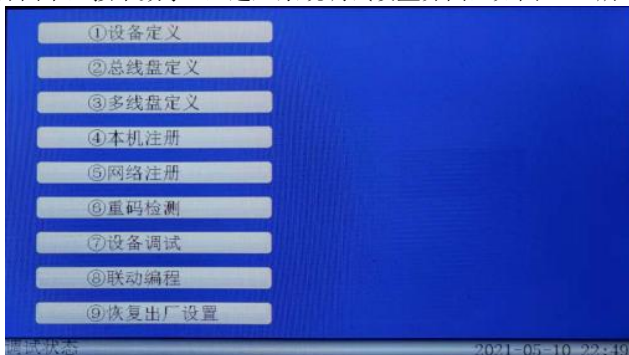 ①设备定义
②总线盘定义
③多线盘定义
④本机注册
⑤网络注册
⑥重码检测
⑦设备调试
⑧联动编程
⑨恢复出厂设置
调试状态 2021-05-10 22:49